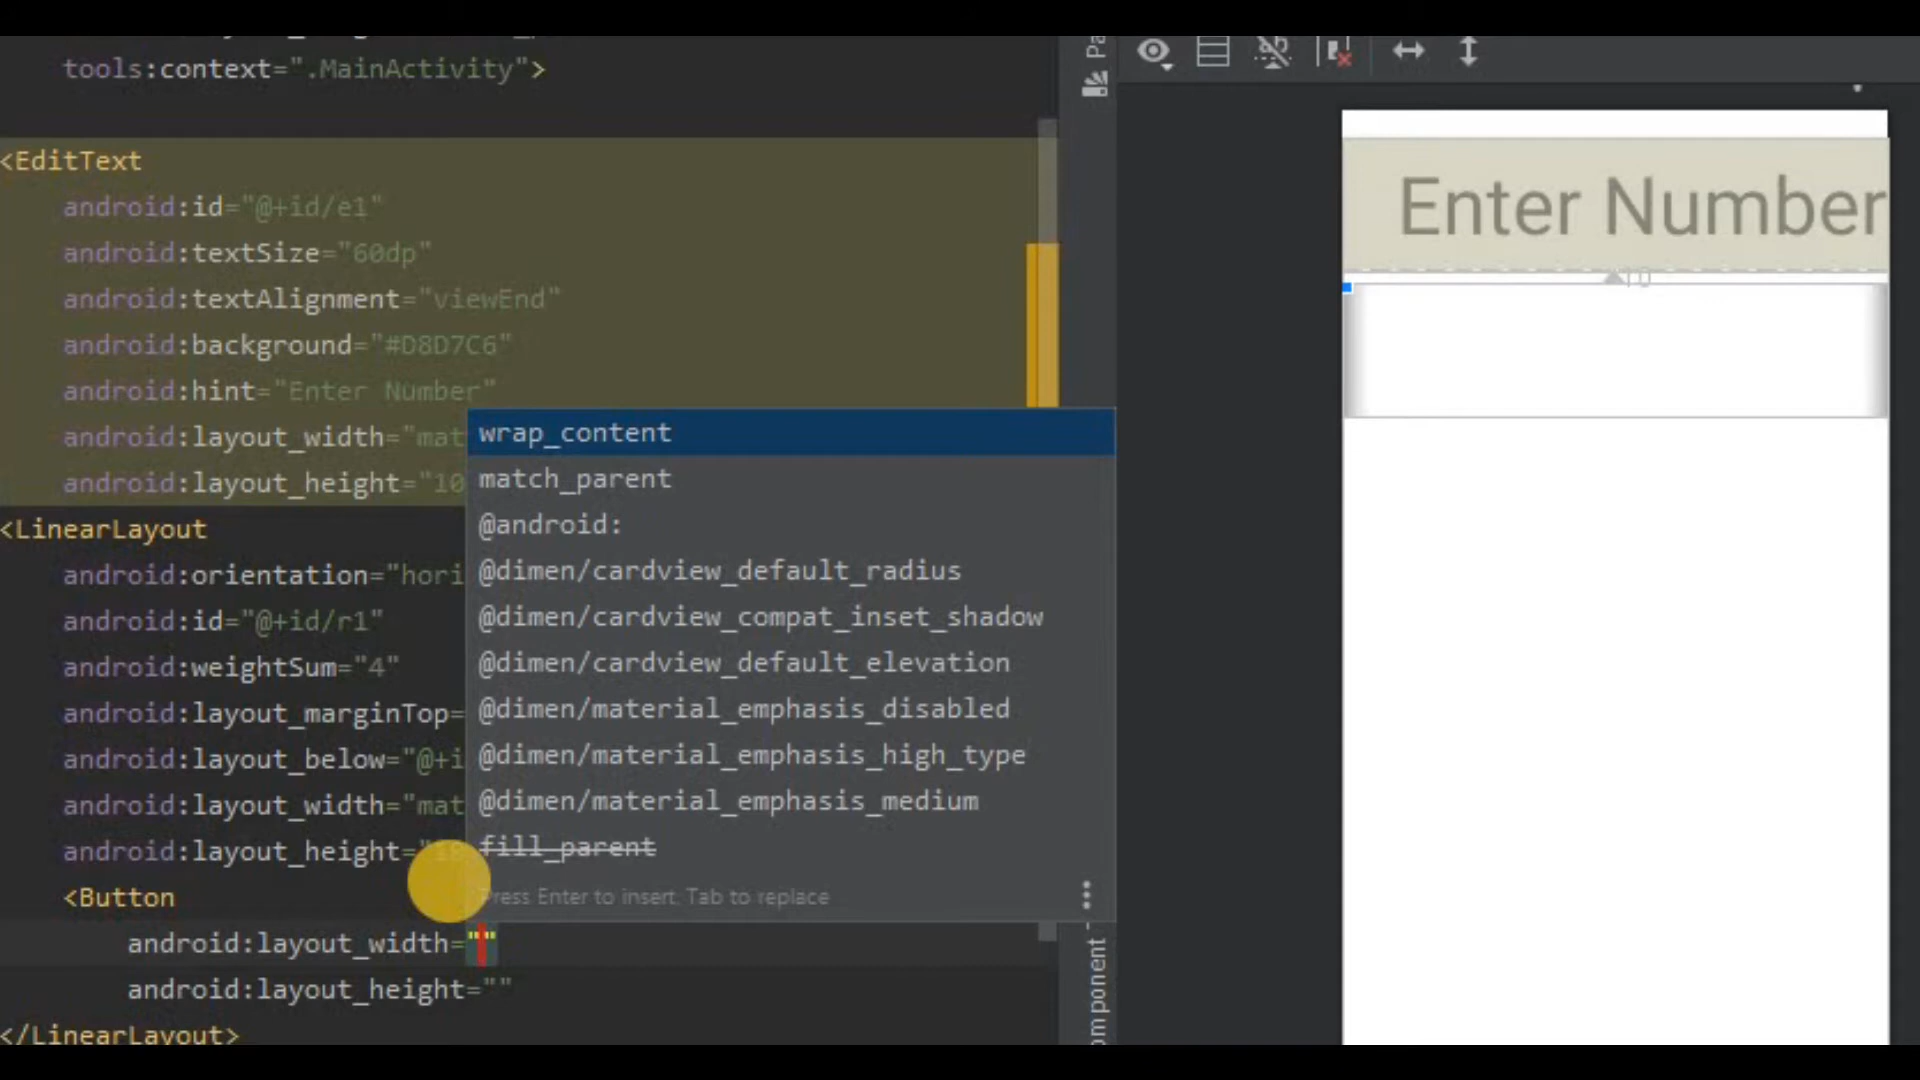 tools:context=".MainActivity">
<EditText
android:id="@+id/e1"
android:textSize="60dp"
android:textAlignment="viewEnd"
android:background="#D8D7C6"
android:hint="Enter Number"
android:layout_width="mat
android:layout_height="10
<LinearLayout
android:orientation="hori
android:id="@+id/r1"
android:weightSum="4"
android:layout_marginTop=
android:layout_below="@+i
android:layout_width="mat
android:layout_height="
<Button
android:layout_width=""
android:layout_height=""
</LinearLayout>
wrap_content
match_parent
@android:
@dimen/cardview_default_radius
@dimen/cardview_compat_inset_shadow
@dimen/cardview_default_elevation
@dimen/material_emphasis_disabled
@dimen/material_emphasis_high_type
@dimen/material_emphasis_medium
fill_parent
Press Enter to insert, Tab to replace
Pa
omponent
Enter Number
10